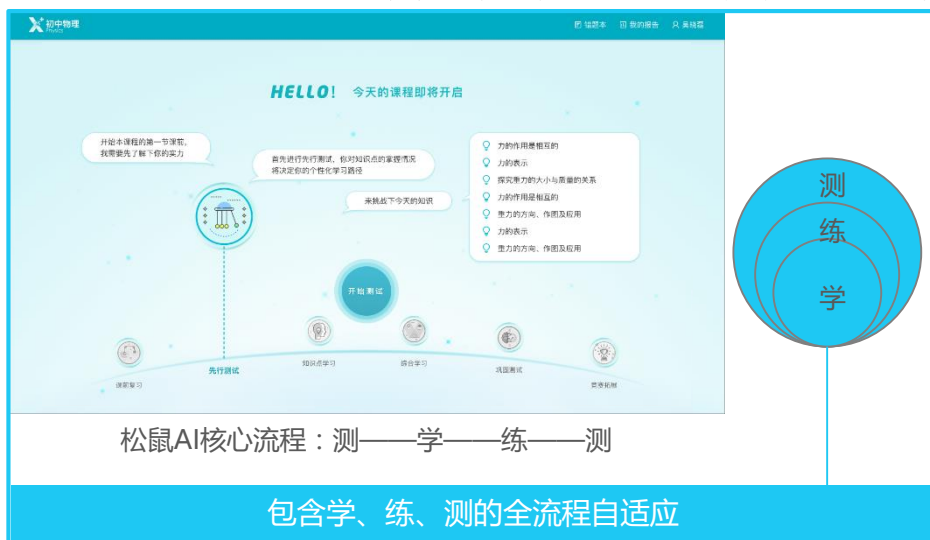 初中物理
Physics
错题本
我的报告
HELLO! 今天的课程即将开启
开始本课程的第一节课前,
我需要先了解下你的实力
首先进行先行测试,你对知识点的掌握情况
将决定你的个性化学习路径
来挑战下今天的知识
力的作用是相互的
力的表示
探究重力的大小与质量的关系
力的作用是相互的
重力的方向、作图及应用
力的表示
重力的方向、作图及应用
开始测试
课前复习
先行测试
知识点学习
综合学习
巩固测试
竞赛拓展
测
练
学
松鼠AI核心流程：测——学——练——测
包含学、练、测的全流程自适应